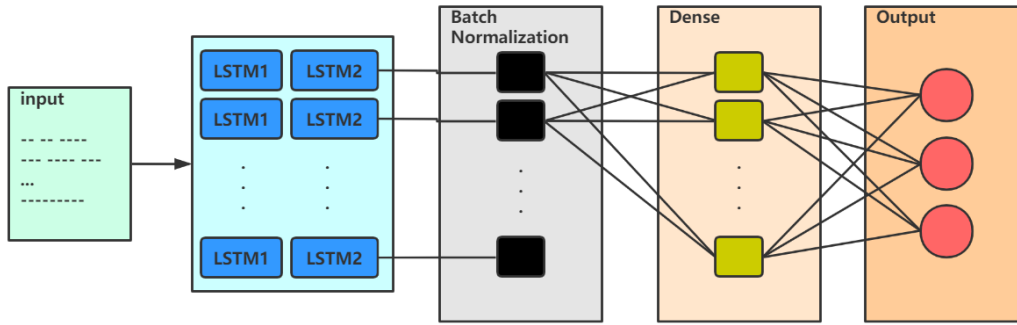 input
-- -- ----
--- ---- ---
...
---------
LSTM1 LSTM2
LSTM1 LSTM2
LSTM1 LSTM2
Batch
Normalization
Dense
Output